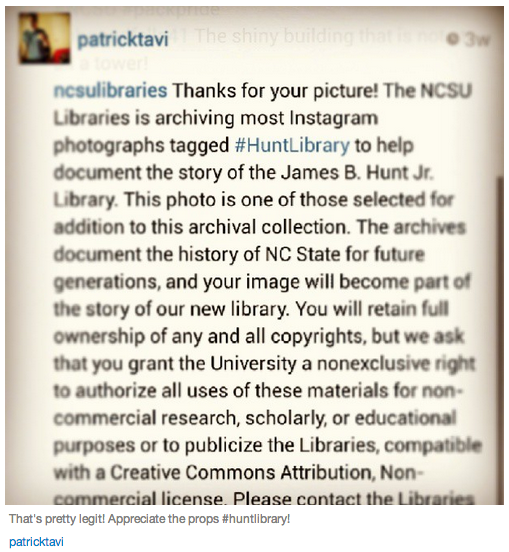 #packpride
patricktavi
The shiny building that is not
3w
a tower!
ncsulibraries Thanks for your picture! The NCSU
Libraries is archiving most Instagram
photographs tagged #HuntLibrary to help
document the story of the James B. Hunt Jr.
Library. This photo is one of those selected for
addition to this archival collection. The archives
document the history of NC State for future
generations, and your image will become part of
the story of our new library. You will retain full
ownership of any and all copyrights, but we ask
that you grant the University a nonexclusive right
to authorize all uses of these materials for non-
commercial research, scholarly, or educational
purposes or to publicize the Libraries, compatible
with a Creative Commons Attribution, Non-
commercial license. Please contact the Libraries
That's pretty legit! Appreciate the props #huntlibrary!
patricktavi